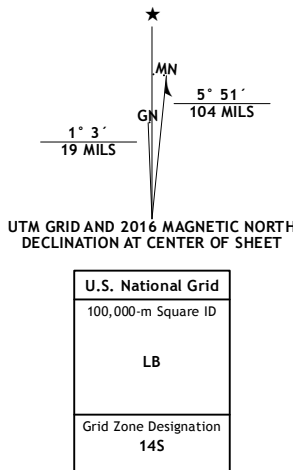 MN
GN
5° 51´
104 MILS
1° 3´
19 MILS
UTM GRID AND 2016 MAGNETIC NORTH
DECLINATION AT CENTER OF SHEET
U.S. National Grid
100,000-m Square ID
LB
Grid Zone Designation
14S